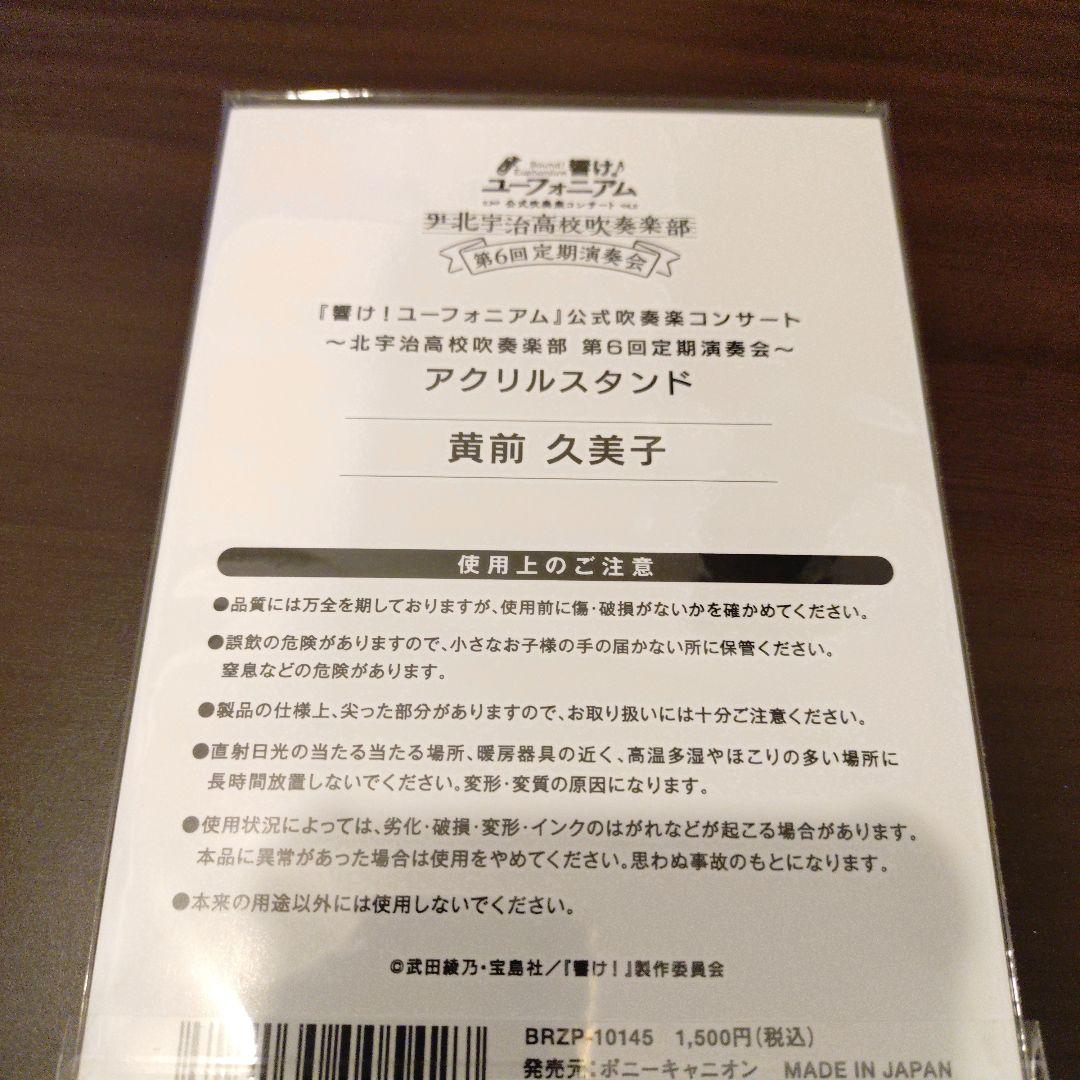 響け♪
ユーフォニアム
公式吹奏楽コンサート
北宇治高校吹奏楽部
第6回定期演奏会
『響け！ユーフォニアム』公式吹奏楽コンサート
～北宇治高校吹奏楽部 第6回定期演奏会～
アクリルスタンド
黄前 久美子
使用上のご注意
●品質には万全を期しておりますが、使用前に傷・破損がないかを確かめてください。
●誤飲の危険がありますので、小さなお子様の手の届かない所に保管ください。
窒息などの危険があります。
●製品の仕様上、尖った部分がありますので、お取り扱いには十分ご注意ください。
●直射日光の当たる当たる場所、暖房器具の近く、高温多湿やほこりの多い場所に
長時間放置しないでください。変形・変質の原因になります。
●使用状況によっては、劣化・破損・変形・インクのはがれなどが起こる場合があります。
本品に異常があった場合は使用をやめてください。思わぬ事故のもとになります。
●本来の用途以外には使用しないでください。
©武田綾乃・宝島社／『響け！』製作委員会
BRZP-10145 1,500円（税込）
発売元：ポニーキャニオン MADE IN JAPAN